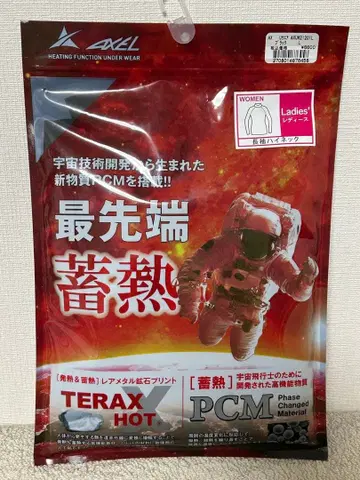 AXEL
HEATING FUNCTION UNDER WEAR
WOMEN
Ladies'
レディース
長袖ハイネック
宇宙技術開発から生まれた
新物質PCMを搭載!!
最先端
蓄熱
[発熱&蓄熱] レアメタル鉱石プリント
TERAX
HOT
[蓄熱] 宇宙飛行士のために
開発された高機能物質
PCM
Phase
Changed
Material